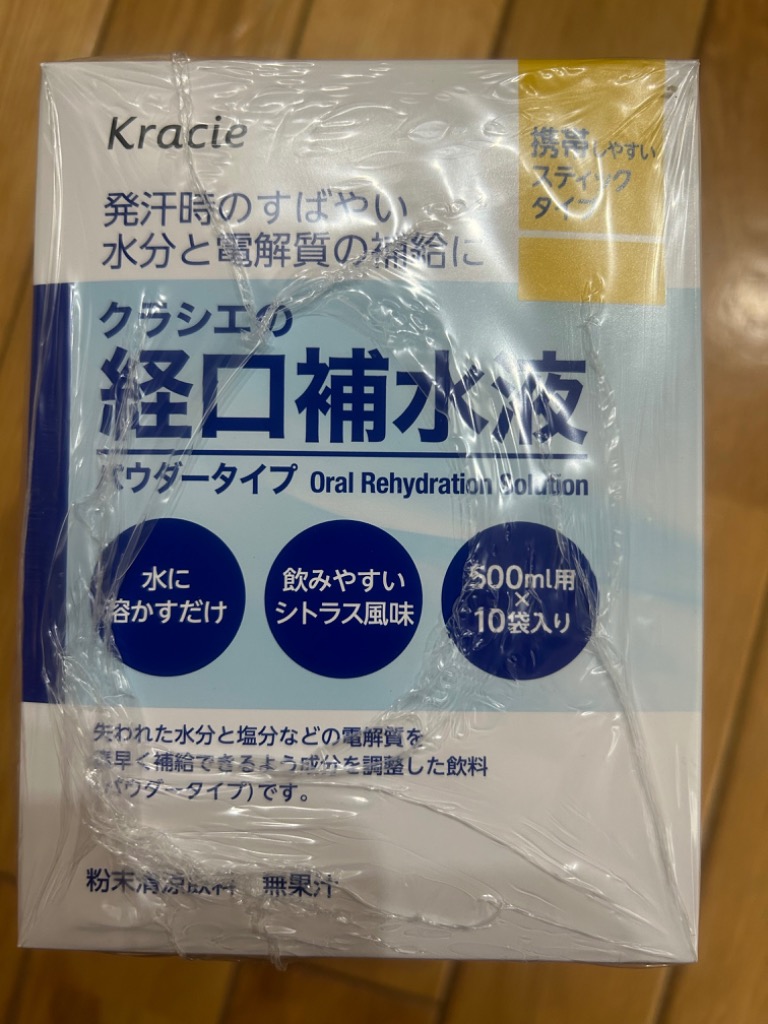 Kracie
携帯しやすい
スティック
タイプ
発汗時のすばやい
水分と電解質の補給に
クラシエの
経口補水液
パウダータイプ Oral Rehydration Solution
水に
溶かすだけ
飲みやすい
シトラス風味
500ml用
×
10袋入り
失われた水分と塩分などの電解質を
素早く補給できるよう成分を調整した飲料
(パウダータイプ)です。
粉末清涼飲料 無果汁